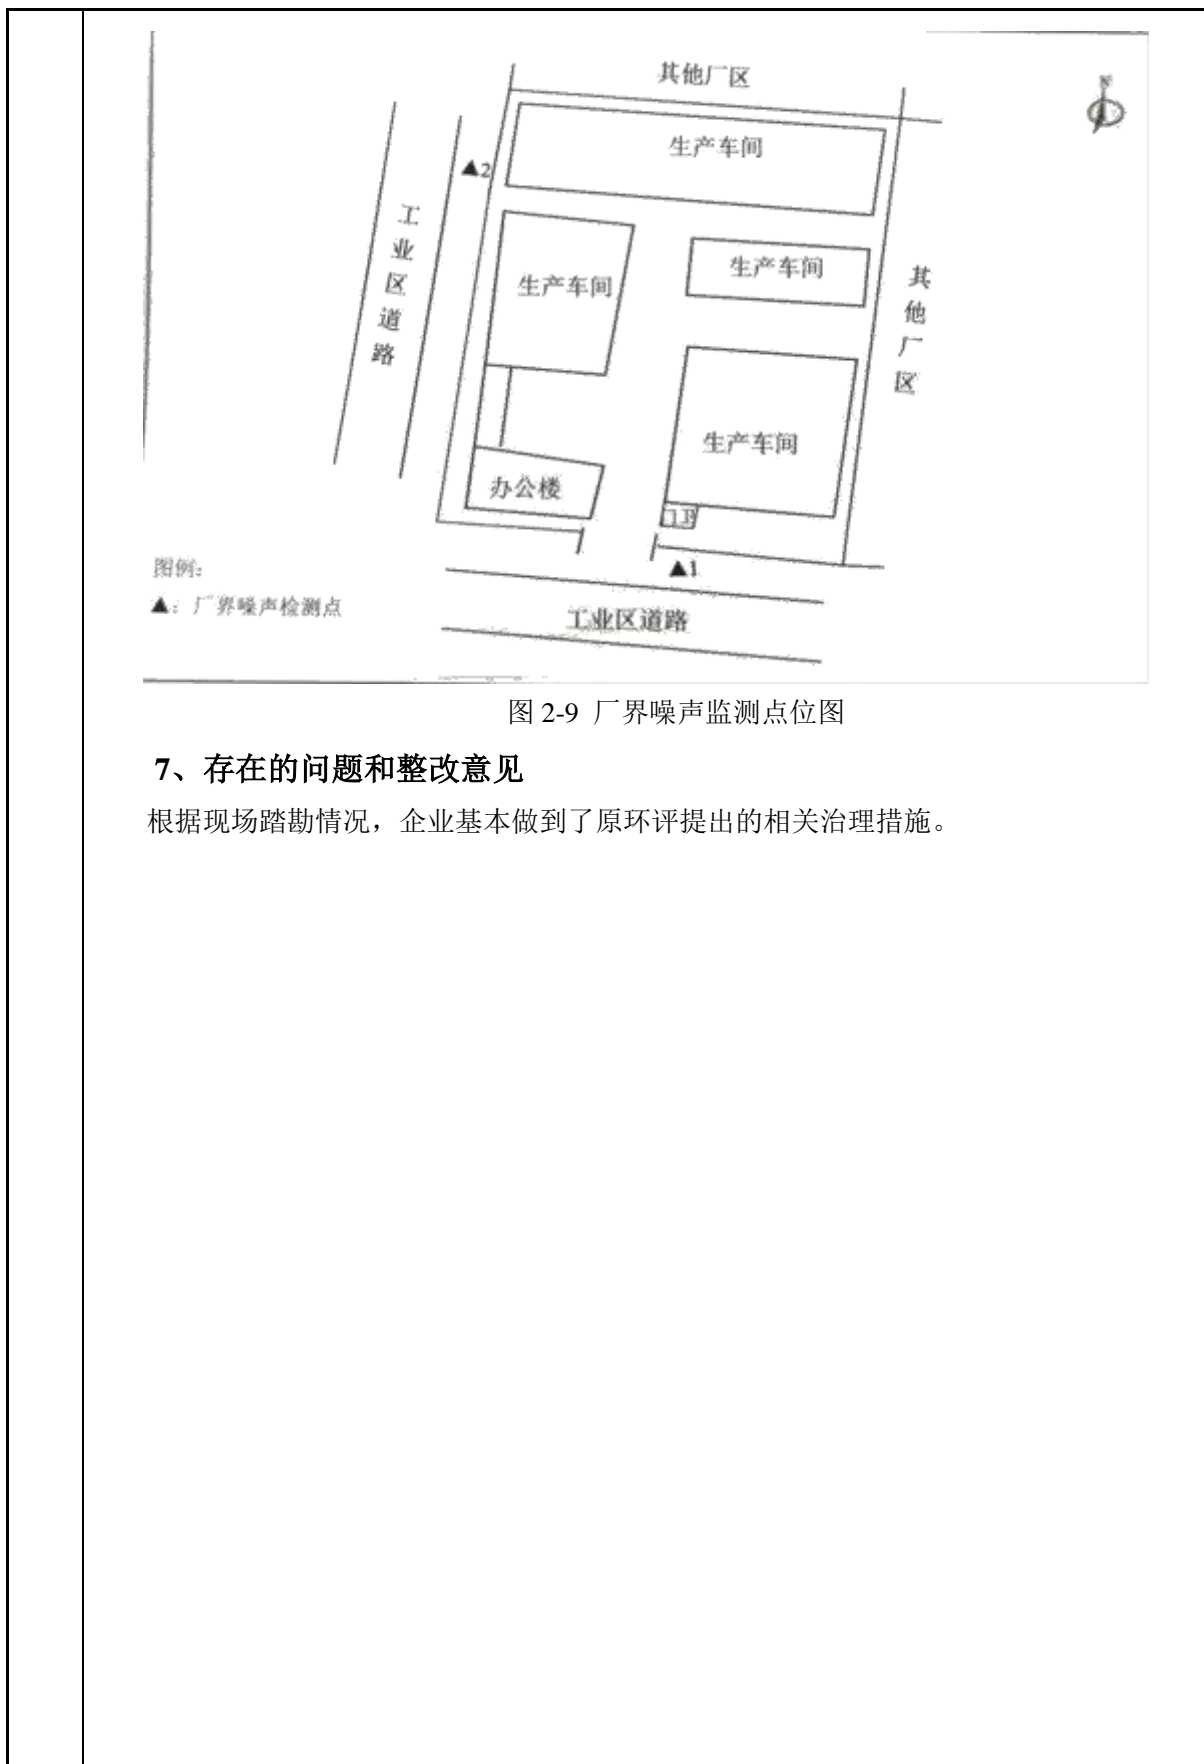 其他厂区
生产车间
▲2
工业区道路
生产车间
生产车间
其他厂区
生产车间
办公楼
门卫
▲1
图例:
▲:厂界噪声检测点
工业区道路
图 2-9 厂界噪声监测点位图
7、存在的问题和整改意见
根据现场踏勘情况，企业基本做到了原环评提出的相关治理措施。